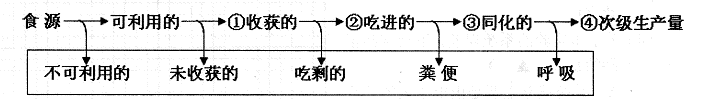 食源 可利用的 ①收获的 ②吃进的 ③同化的 ④次级生产量
不可利用的 未收获的 吃剩的 粪便 呼吸